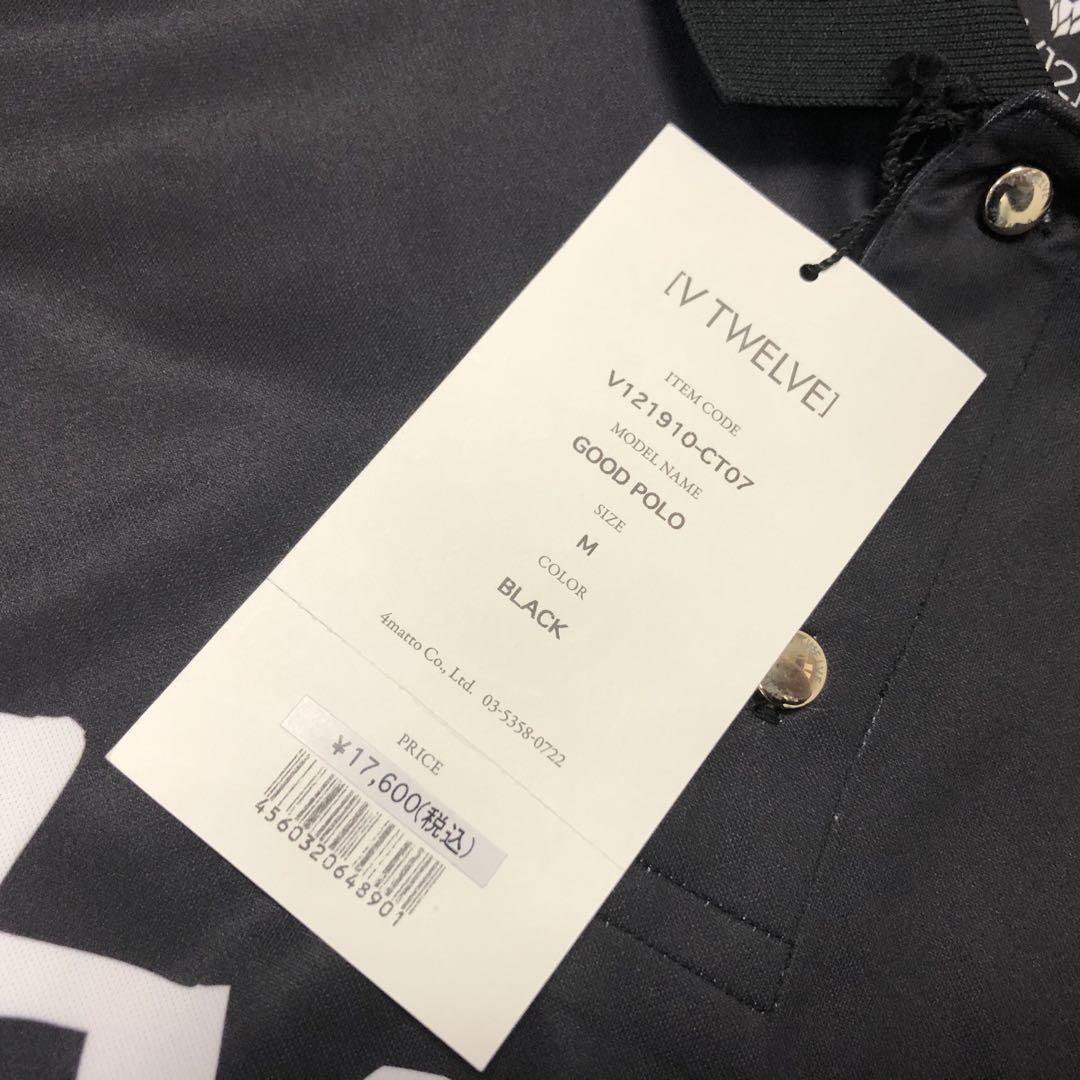 [V TWELVE]
ITEM CODE
V121910-CT07
MODEL NAME
GOOD POLO
SIZE
M
COLOR
BLACK
4matto Co., Ltd. 03-5358-0722
PRICE
¥17,600(税込)
4560320648901